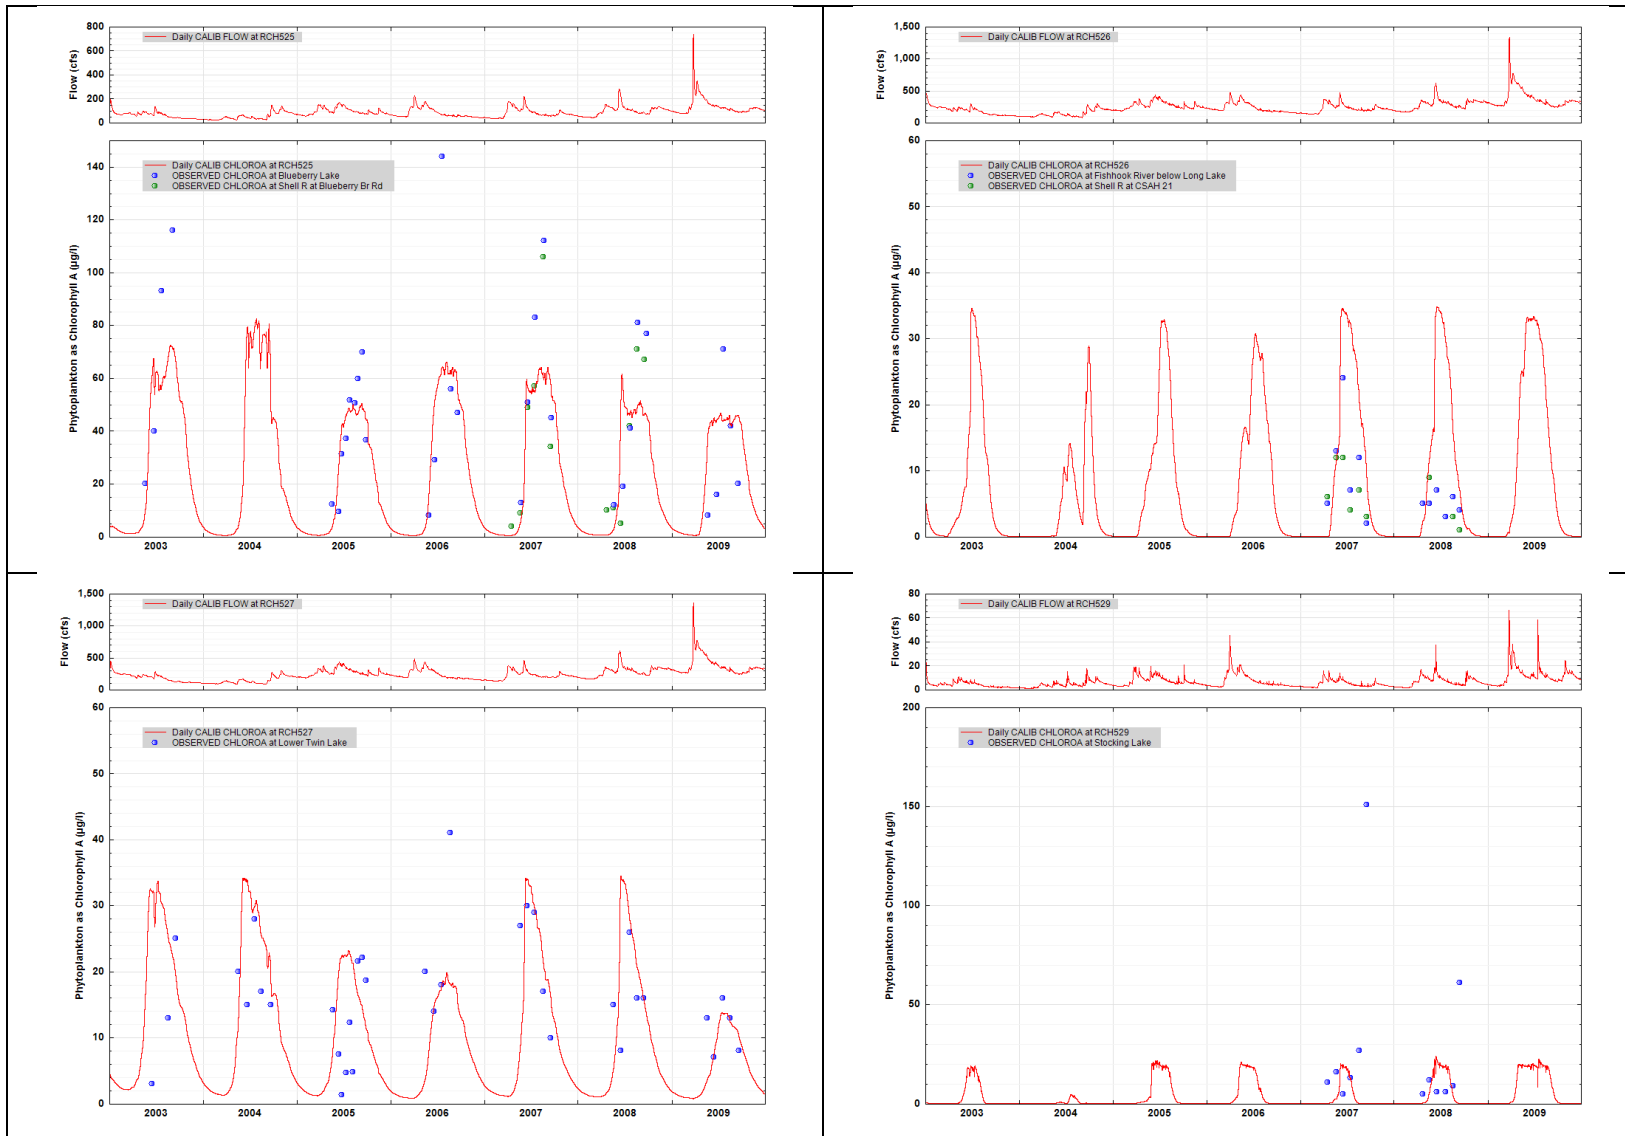 800
600
400
200
0
Flow (cfs)
Daily CALIB FLOW at RCH525
140
120
100
80
60
40
20
0
Phytoplankton as Chlorophyll A (µg/l)
Daily CALIB CHLOROA at RCH525
OBSERVED CHLOROA at Blueberry Lake
OBSERVED CHLOROA at Shell R at Blueberry Br Rd
2003 2004 2005 2006 2007 2008 2009
1,500
1,000
500
0
Flow (cfs)
Daily CALIB FLOW at RCH526
60
50
40
30
20
10
0
Phytoplankton as Chlorophyll A (µg/l)
Daily CALIB CHLOROA at RCH526
OBSERVED CHLOROA at Fishhook River below Long Lake
OBSERVED CHLOROA at Shell R at CSAH 21
2003 2004 2005 2006 2007 2008 2009
1,500
1,000
500
0
Flow (cfs)
Daily CALIB FLOW at RCH527
60
50
40
30
20
10
0
Phytoplankton as Chlorophyll A (µg/l)
Daily CALIB CHLOROA at RCH527
OBSERVED CHLOROA at Lower Twin Lake
2003 2004 2005 2006 2007 2008 2009
80
60
40
20
0
Flow (cfs)
Daily CALIB FLOW at RCH529
200
150
100
50
0
Phytoplankton as Chlorophyll A (µg/l)
Daily CALIB CHLOROA at RCH529
OBSERVED CHLOROA at Stocking Lake
2003 2004 2005 2006 2007 2008 2009